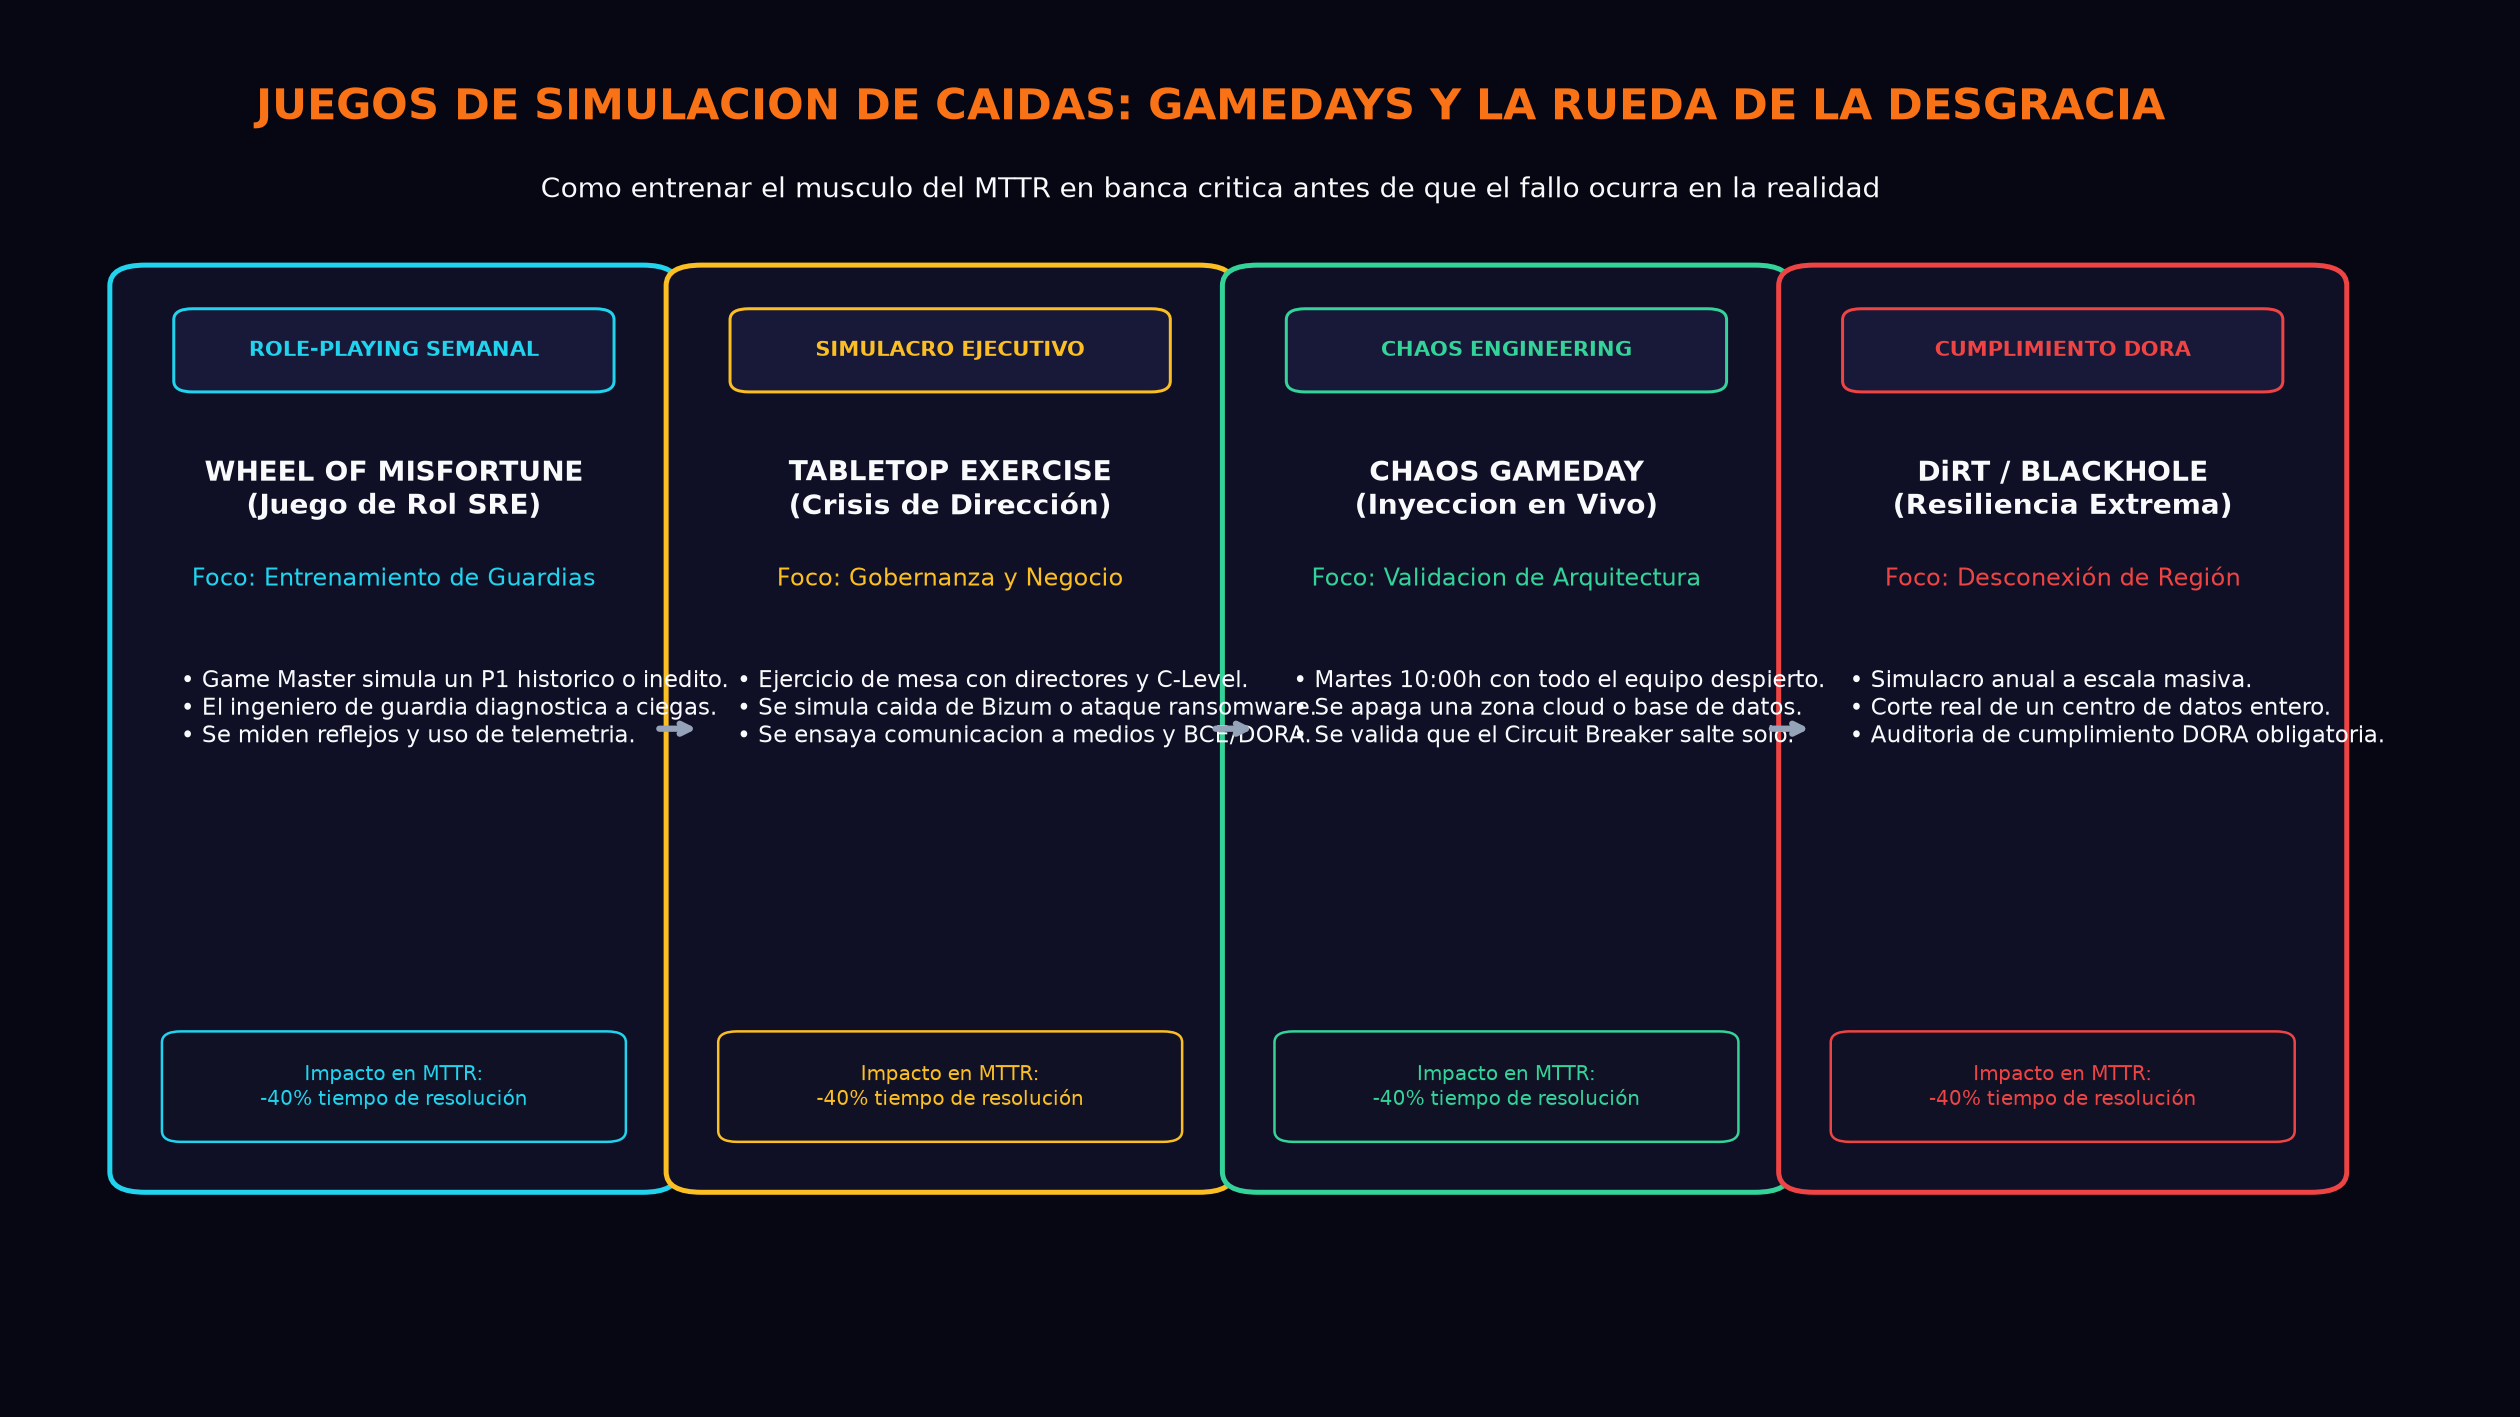 JUEGOS DE SIMULACION DE CAIDAS: GAMEDAYS Y LA RUEDA DE LA DESGRACIA
Como entrenar el musculo del MTTR en banca critica antes de que el fallo ocurra en la realidad
ROLE-PLAYING SEMANAL
WHEEL OF MISFORTUNE
(Juego de Rol SRE)
Foco: Entrenamiento de Guardias
• Game Master simula un P1 historico o inedito.
• El ingeniero de guardia diagnostica a ciegas.
• Se miden reflejos y uso de telemetria.
Impacto en MTTR:
-40% tiempo de resolución
SIMULACRO EJECUTIVO
TABLETOP EXERCISE
(Crisis de Dirección)
Foco: Gobernanza y Negocio
• Ejercicio de mesa con directores y C-Level.
• Se simula caida de Bizum o ataque ransomware.
• Se ensaya comunicacion a medios y BCE/DORA.
Impacto en MTTR:
-40% tiempo de resolución
CHAOS ENGINEERING
CHAOS GAMEDAY
(Inyeccion en Vivo)
Foco: Validacion de Arquitectura
• Martes 10:00h con todo el equipo despierto.
• Se apaga una zona cloud o base de datos.
• Se valida que el Circuit Breaker salte solo.
Impacto en MTTR:
-40% tiempo de resolución
CUMPLIMIENTO DORA
DiRT / BLACKHOLE
(Resiliencia Extrema)
Foco: Desconexión de Región
• Simulacro anual a escala masiva.
• Corte real de un centro de datos entero.
• Auditoria de cumplimiento DORA obligatoria.
Impacto en MTTR:
-40% tiempo de resolución